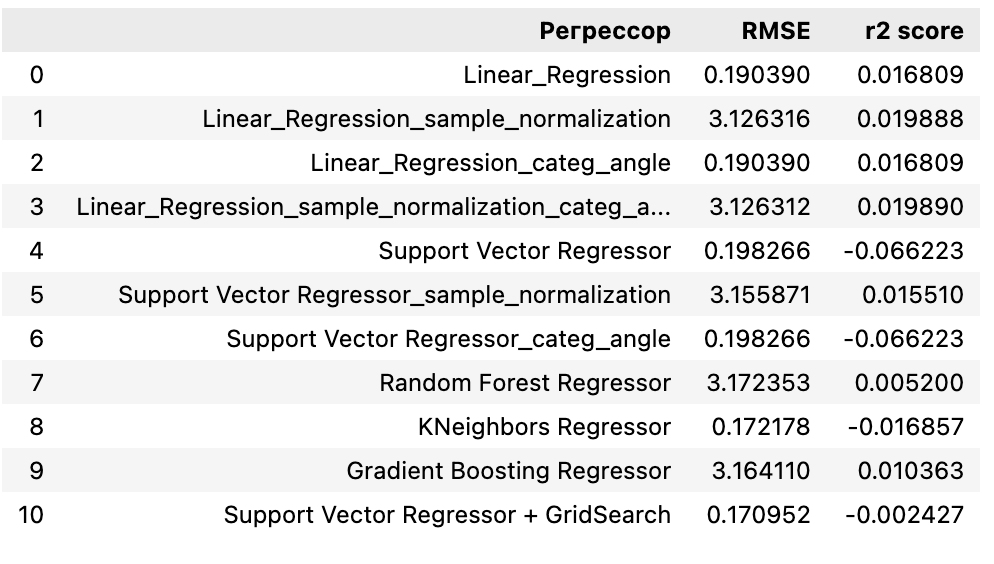 Регрессор RMSE r2 score
0 Linear_Regression 0.190390 0.016809
1 Linear_Regression_sample_normalization 3.126316 0.019888
2 Linear_Regression_categ_angle 0.190390 0.016809
3 Linear_Regression_sample_normalization_categ_a... 3.126312 0.019890
4 Support Vector Regressor 0.198266 -0.066223
5 Support Vector Regressor_sample_normalization 3.155871 0.015510
6 Support Vector Regressor_categ_angle 0.198266 -0.066223
7 Random Forest Regressor 3.172353 0.005200
8 KNeighbors Regressor 0.172178 -0.016857
9 Gradient Boosting Regressor 3.164110 0.010363
10 Support Vector Regressor + GridSearch 0.170952 -0.002427